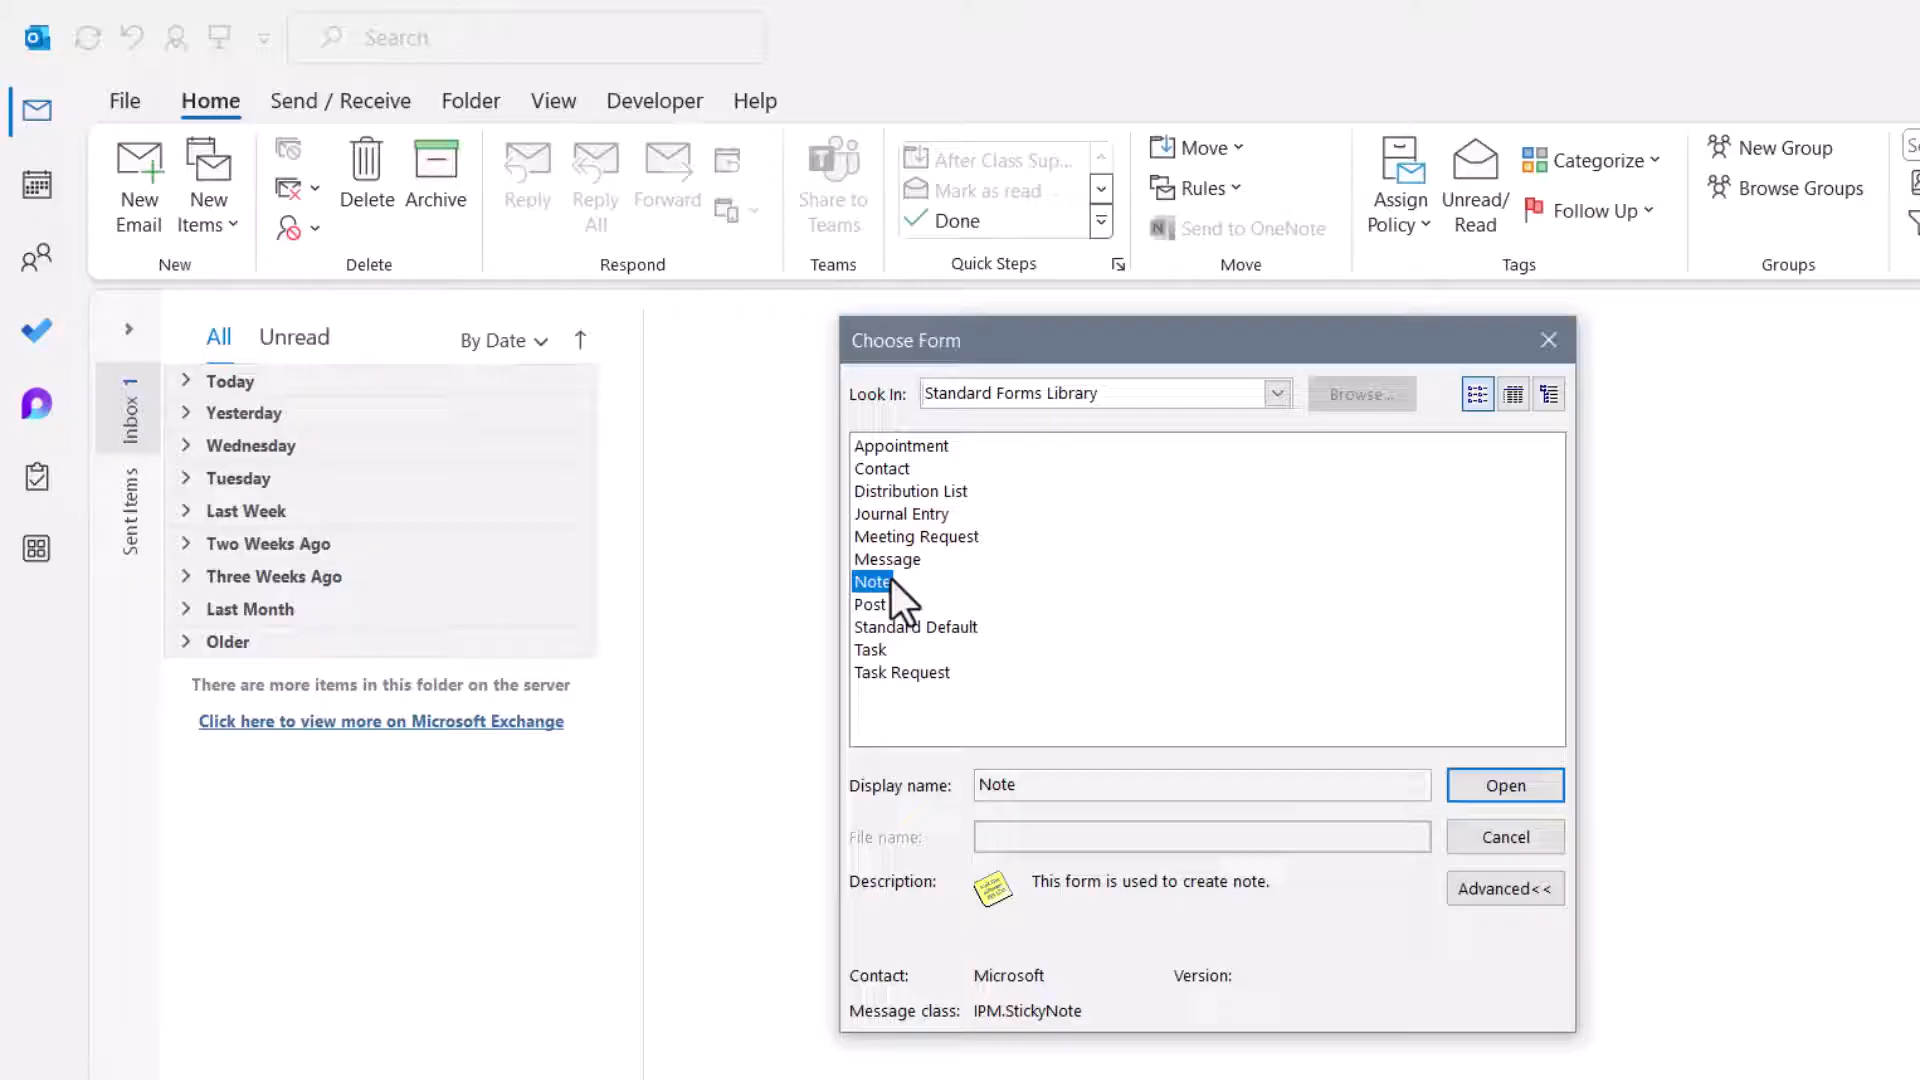 Search
File Home Send / Receive Folder View Developer Help
New Email
New Items
New
Delete
Archive
Delete
Reply
Reply All
Forward
Respond
Share to Teams
Teams
After Class Sup...
Mark as read
Done
Quick Steps
Move
Rules
Send to OneNote
Move
Assign Policy
Unread/ Read
Categorize
Follow Up
Tags
New Group
Browse Groups
Groups
Inbox 1
Sent Items
All Unread By Date
Today
Yesterday
Wednesday
Tuesday
Last Week
Two Weeks Ago
Three Weeks Ago
Last Month
Older
There are more items in this folder on the server
Click here to view more on Microsoft Exchange
Choose Form
Look In: Standard Forms Library Browse...
Appointment
Contact
Distribution List
Journal Entry
Meeting Request
Message
Note
Post
Standard Default
Task
Task Request
Display name: Note Open
File name: Cancel
Description: This form is used to create note. Advanced<<
Contact: Microsoft Version:
Message class: IPM.StickyNote